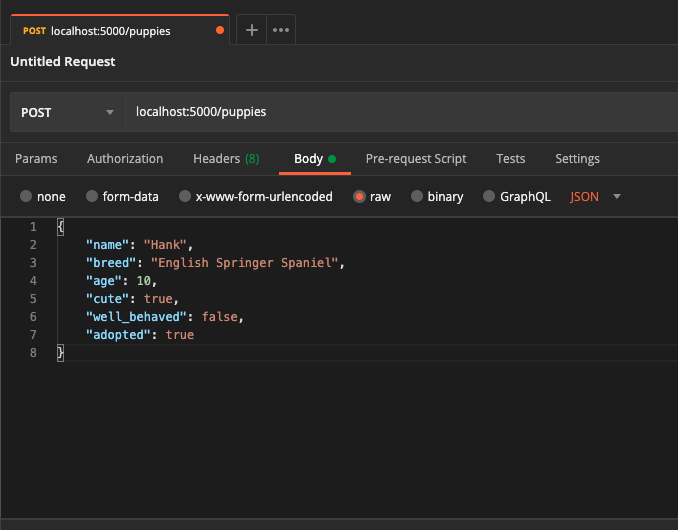 POST localhost:5000/puppies
Untitled Request
POST localhost:5000/puppies
Params Authorization Headers (8) Body Pre-request Script Tests Settings
none form-data x-www-form-urlencoded raw binary GraphQL JSON
1 {
2 "name": "Hank",
3 "breed": "English Springer Spaniel",
4 "age": 10,
5 "cute": true,
6 "well_behaved": false,
7 "adopted": true
8 }